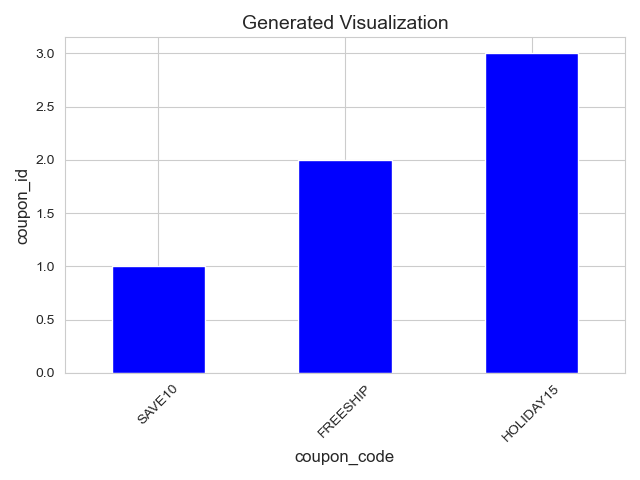 Generated Visualization
3.0
2.5
2.0
1.5
1.0
0.5
0.0
coupon_id
SAVE10
FREESHIP
HOLIDAY15
coupon_code